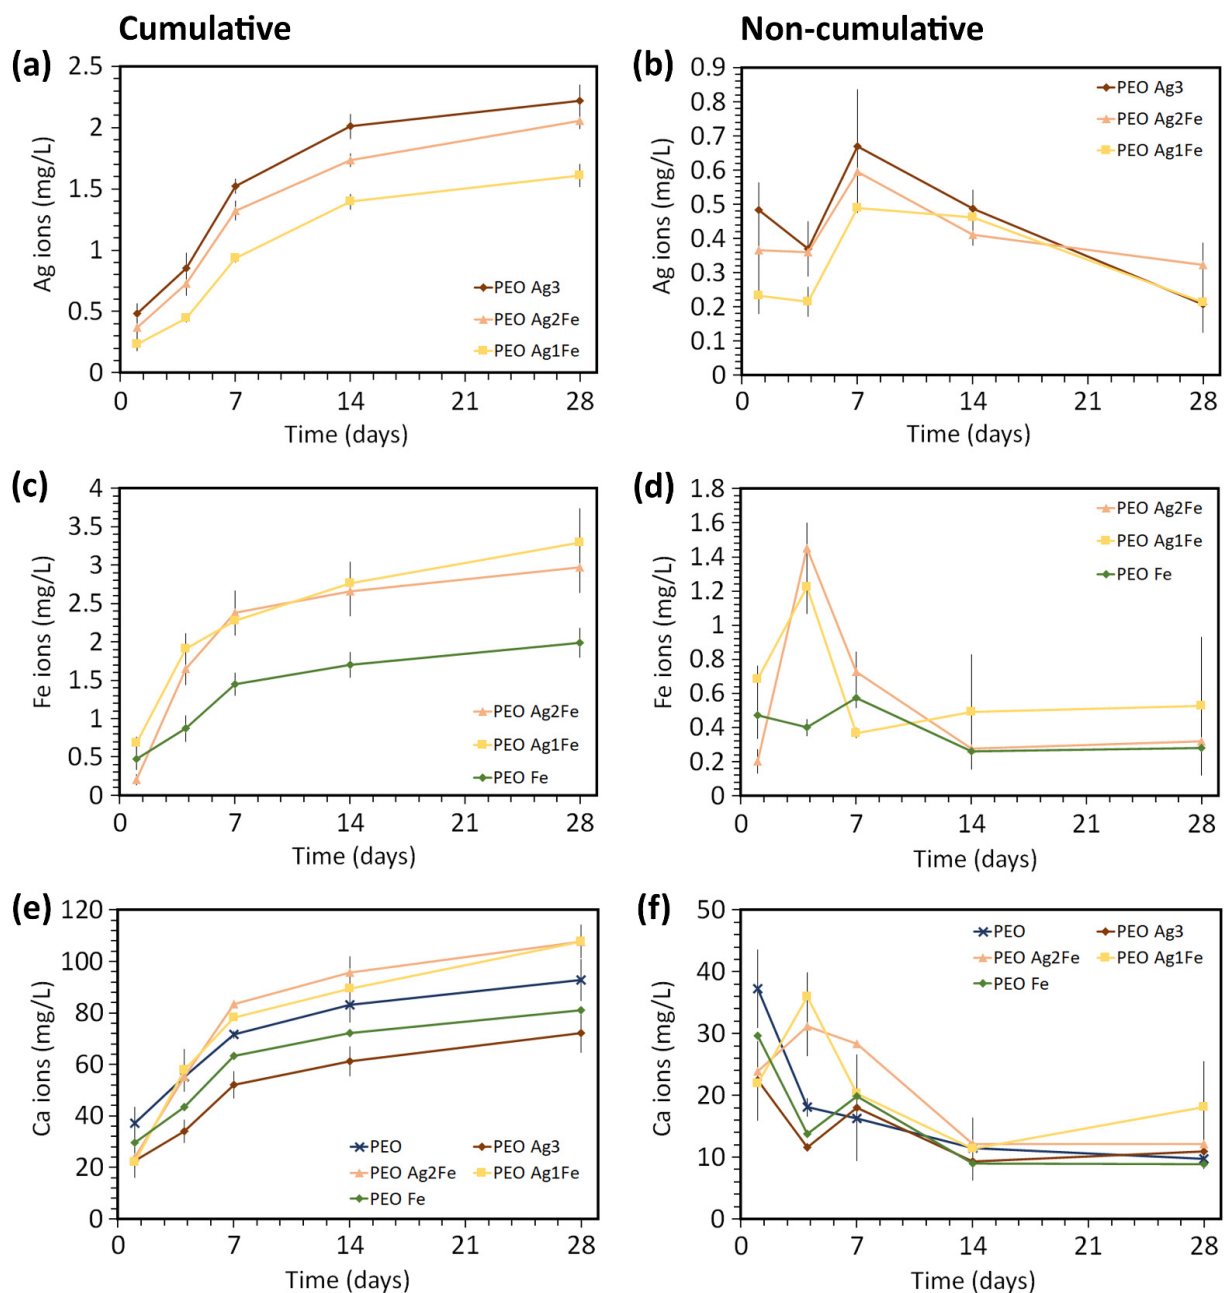 Cumulative
Non-cumulative
(a)
2.5
2
1.5
1
0.5
0
Ag ions (mg/L)
PEO Ag3
PEO Ag2Fe
PEO Ag1Fe
0 7 14 21 28
Time (days)
(b)
0.9
0.8
0.7
0.6
0.5
0.4
0.3
0.2
0.1
0
Ag ions (mg/L)
PEO Ag3
PEO Ag2Fe
PEO Ag1Fe
0 7 14 21 28
Time (days)
(c)
4
3.5
3
2.5
2
1.5
1
0.5
0
Fe ions (mg/L)
PEO Ag2Fe
PEO Ag1Fe
PEO Fe
0 7 14 21 28
Time (days)
(d)
1.8
1.6
1.4
1.2
1
0.8
0.6
0.4
0.2
0
Fe ions (mg/L)
PEO Ag2Fe
PEO Ag1Fe
PEO Fe
0 7 14 21 28
Time (days)
(e)
120
100
80
60
40
20
0
Ca ions (mg/L)
PEO PEO Ag3
PEO Ag2Fe PEO Ag1Fe
PEO Fe
0 7 14 21 28
Time (days)
(f)
50
40
30
20
10
0
Ca ions (mg/L)
PEO PEO Ag3
PEO Ag2Fe PEO Ag1Fe
PEO Fe
0 7 14 21 28
Time (days)